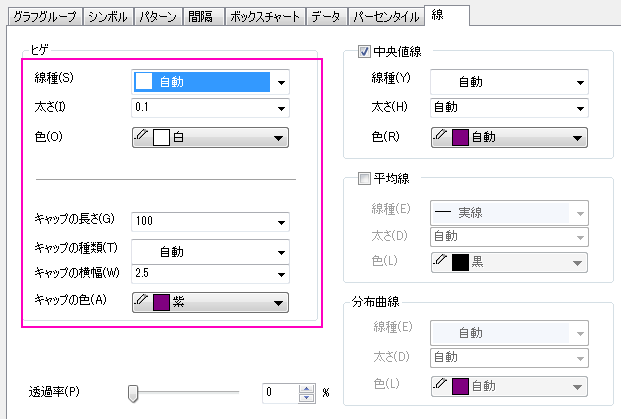 グラフグループ シンボル パターン 間隔 ボックスチャート データ パーセンタイル 線
ヒゲ
線種(S) 自動
太さ(I) 0.1
色(O) 白
キャップの長さ(G) 100
キャップの種類(T) 自動
キャップの横幅(W) 2.5
キャップの色(A) 紫
透過率(P) 0 %
中央値線
線種(Y) 自動
太さ(H) 自動
色(R) 自動
平均線
線種(E) 実線
太さ(D) 自動
色(L) 黒
分布曲線
線種(E) 自動
太さ(D) 自動
色(L) 自動